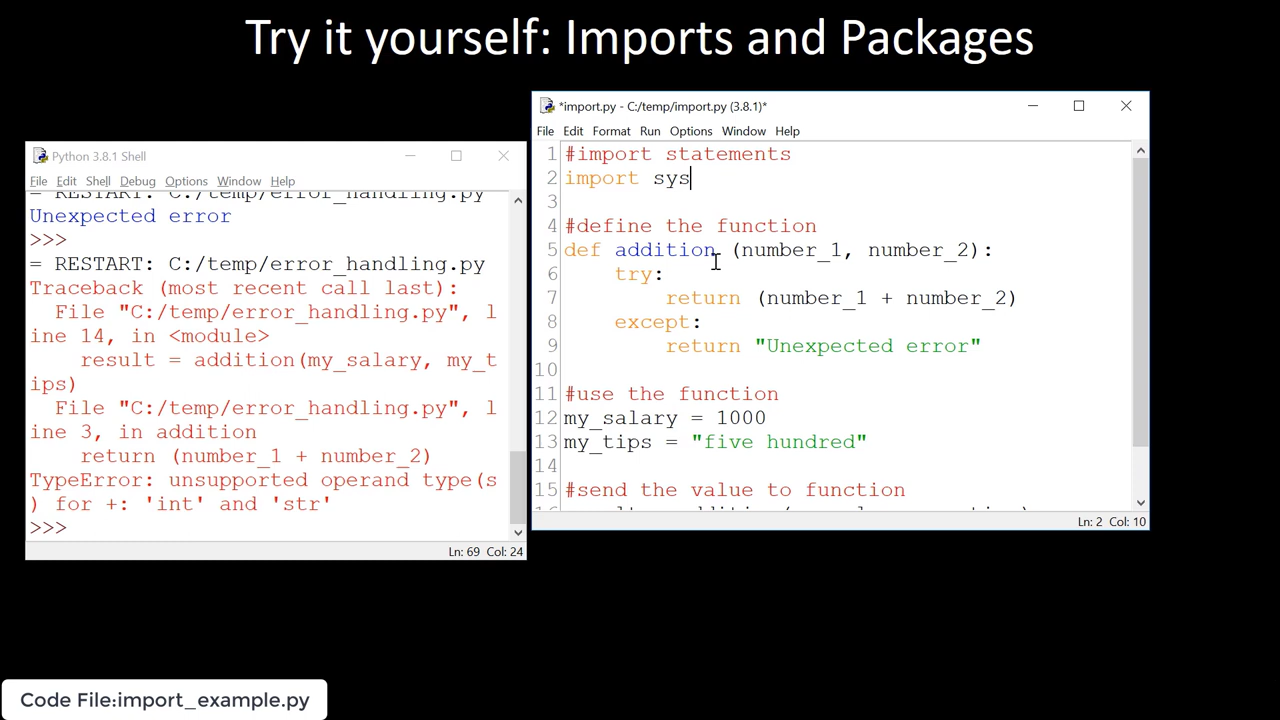 Try it yourself: Imports and Packages
Python 3.8.1 Shell
File Edit Shell Debug Options Window Help
= RESTART: C:/temp/error_handling.py
Unexpected error
>>>
= RESTART: C:/temp/error_handling.py
Traceback (most recent call last):
  File "C:/temp/error_handling.py", l
ine 14, in <module>
    result = addition(my_salary, my_t
ips)
  File "C:/temp/error_handling.py", l
ine 3, in addition
    return (number_1 + number_2)
TypeError: unsupported operand type(s
) for +: 'int' and 'str'
>>>
Ln: 69 Col: 24
*import.py - C:/temp/import.py (3.8.1)*
File Edit Format Run Options Window Help
1 #import statements
2 import sys
3
4 #define the function
5 def addition (number_1, number_2):
6     try:
7         return (number_1 + number_2)
8     except:
9         return "Unexpected error"
10
11 #use the function
12 my_salary = 1000
13 my_tips = "five hundred"
14
15 #send the value to function
Ln: 2 Col: 10
Code File:import_example.py